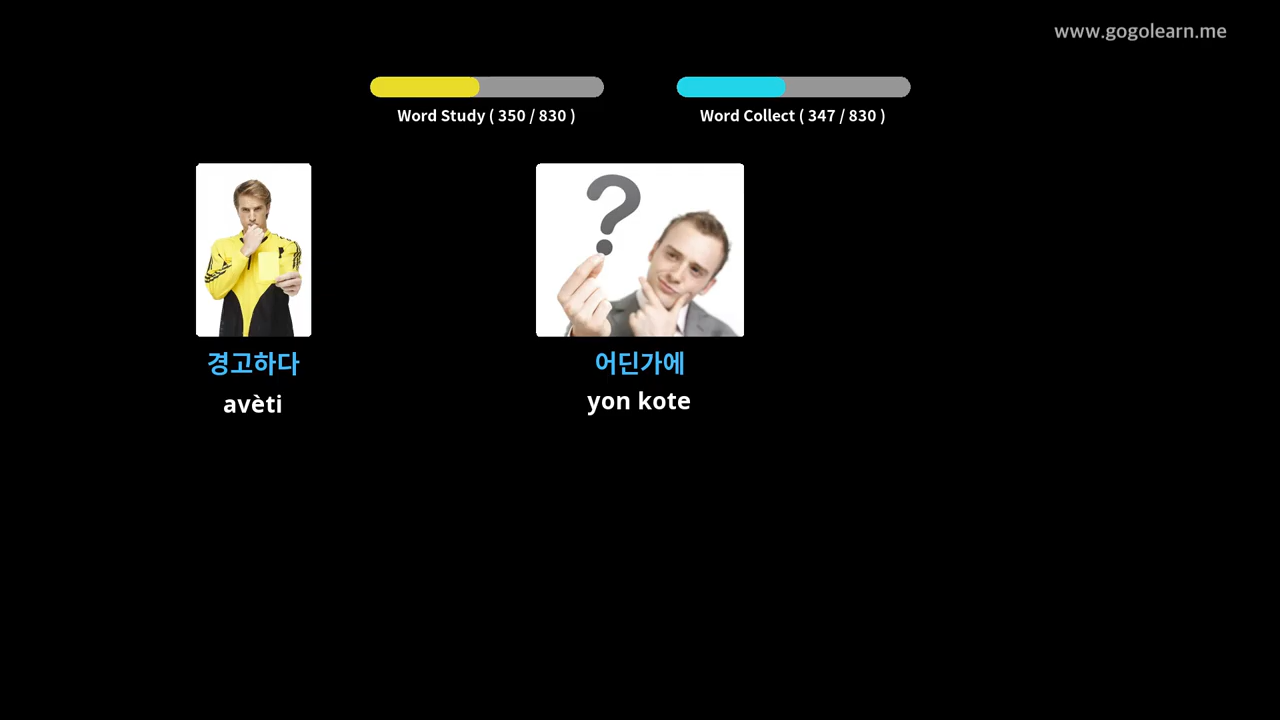 www.gogolearn.me
Word Study ( 350 / 830 )
Word Collect ( 347 / 830 )
경고하다
avèti
어딘가에
yon kote